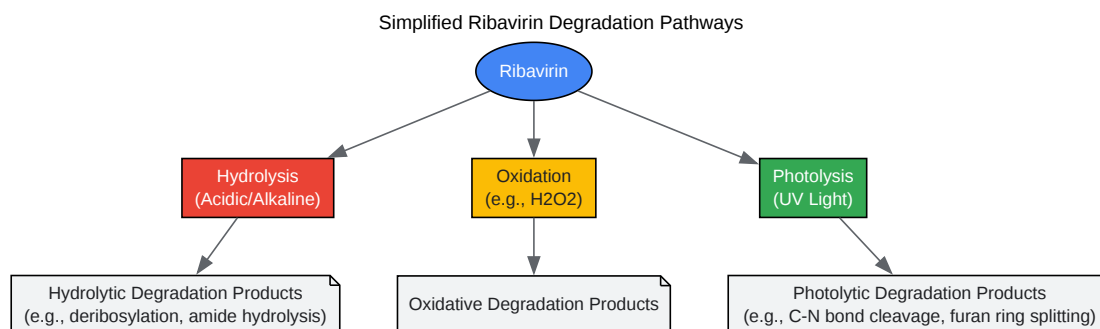 Simplified Ribavirin Degradation Pathways
Ribavirin
Hydrolysis
(Acidic/Alkaline)
Oxidation
(e.g., H2O2)
Photolysis
(UV Light)
Hydrolytic Degradation Products
(e.g., deribosylation, amide hydrolysis)
Oxidative Degradation Products
Photolytic Degradation Products
(e.g., C-N bond cleavage, furan ring splitting)